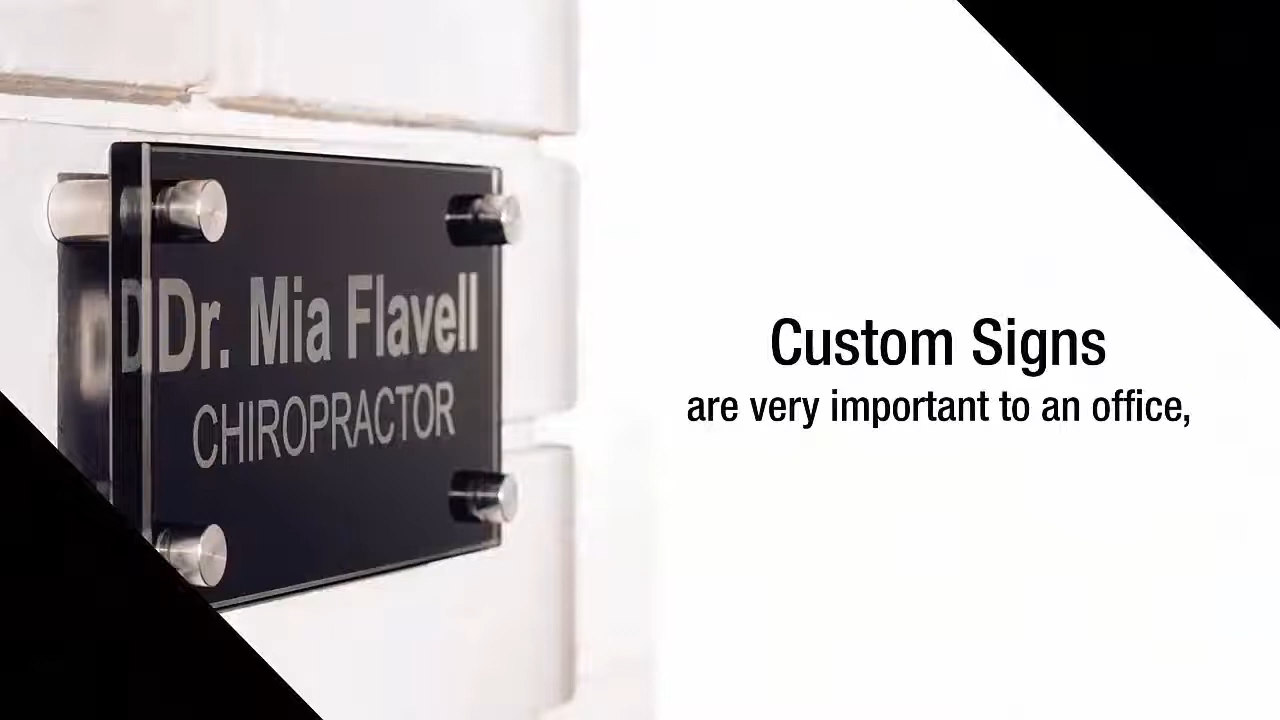 Dr. Mia Flavell
CHIROPRACTOR
Custom Signs
are very important to an office,